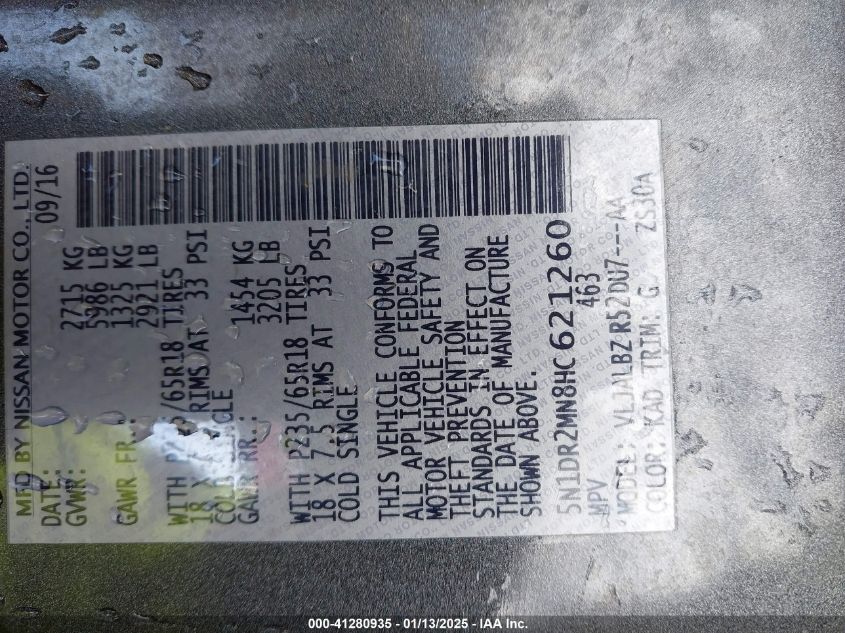 MFD BY NISSAN MOTOR CO., LTD.
DATE: 09/16
GVWR: 2715 KG
5986 LB
GAWR FR.: 1325 KG
2921 LB
WITH P235/65R18 TIRES
18 X 7.5 RIMS AT 33 PSI
COLD SINGLE
GAWR RR.: 1454 KG
3205 LB
WITH P235/65R18 TIRES
18 X 7.5 RIMS AT 33 PSI
COLD SINGLE
THIS VEHICLE CONFORMS TO
ALL APPLICABLE FEDERAL
MOTOR VEHICLE SAFETY AND
THEFT PREVENTION
STANDARDS IN EFFECT ON
THE DATE OF MANUFACTURE
SHOWN ABOVE.
5N1DR2MN8HC621260
MPV 463
MODEL: VLJALBZ-R52DU7---AA
COLOR: KAD TRIM: G ZS30A
000-41280935 - 01/13/2025 - IAA Inc.